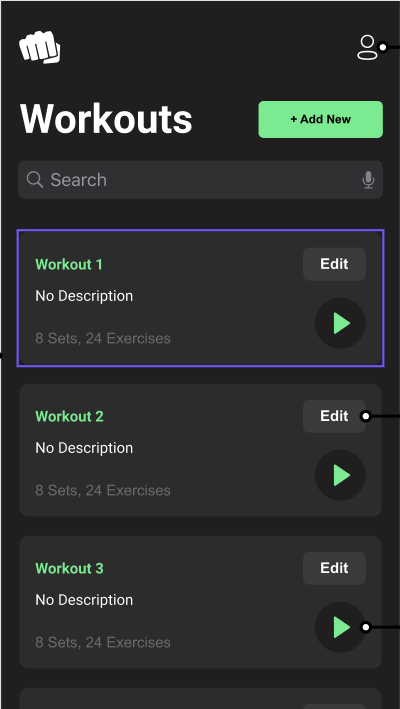 Workouts
+ Add New
Search
Workout 1
Edit
No Description
8 Sets, 24 Exercises
Workout 2
Edit
No Description
8 Sets, 24 Exercises
Workout 3
Edit
No Description
8 Sets, 24 Exercises